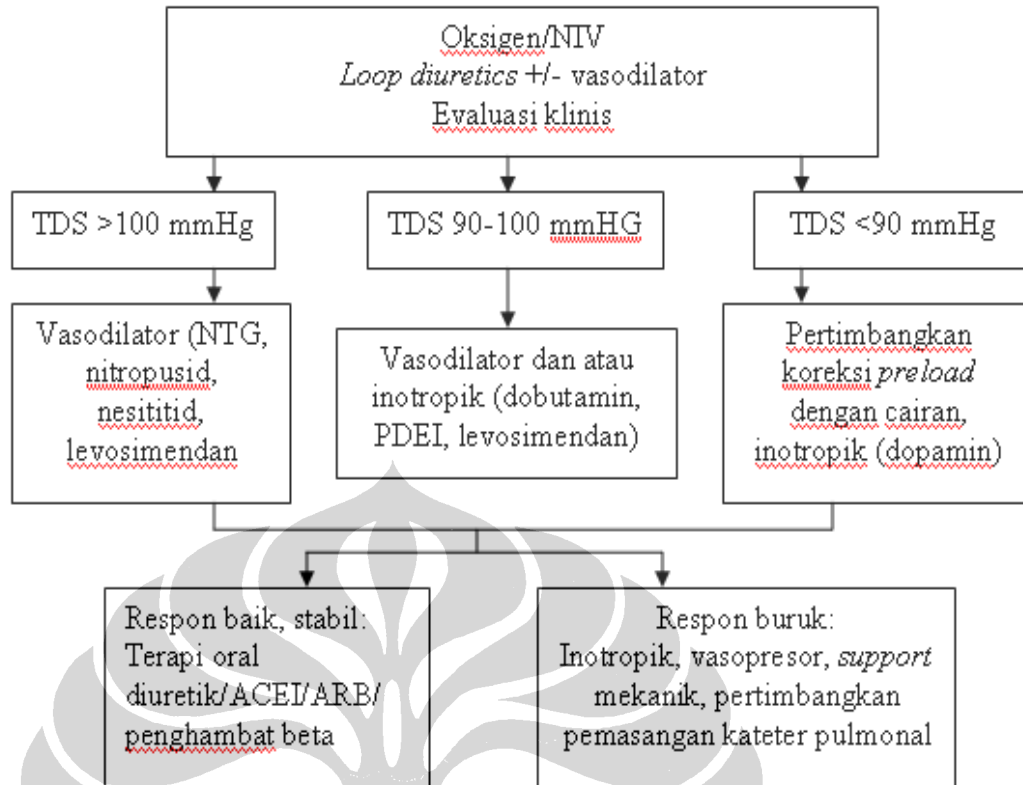 Oksigen/NIV
Loop diuretics +/- vasodilator
Evaluasi klinis
TDS >100 mmHg
TDS 90-100 mmHG
TDS <90 mmHg
Vasodilator (NTG,
nitropusid,
nesititid,
levosimendan
Vasodilator dan atau
inotropik (dobutamin,
PDEI, levosimendan)
Pertimbangkan
koreksi preload
dengan cairan,
inotropik (dopamin)
Respon baik, stabil:
Terapi oral
diuretik/ACEI/ARB/
penghambat beta
Respon buruk:
Inotropik, vasopresor, support
mekanik, pertimbangkan
pemasangan kateter pulmonal